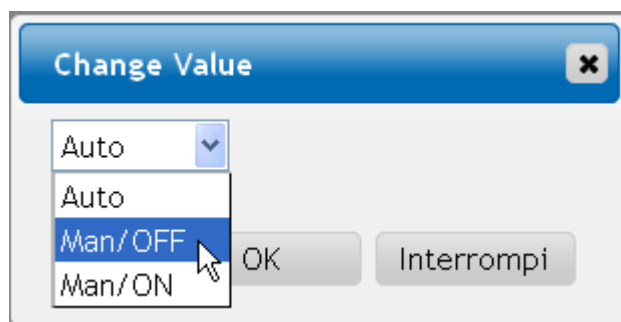 Change Value
Auto
Auto
Man/OFF
OK Interrompi
Man/ON